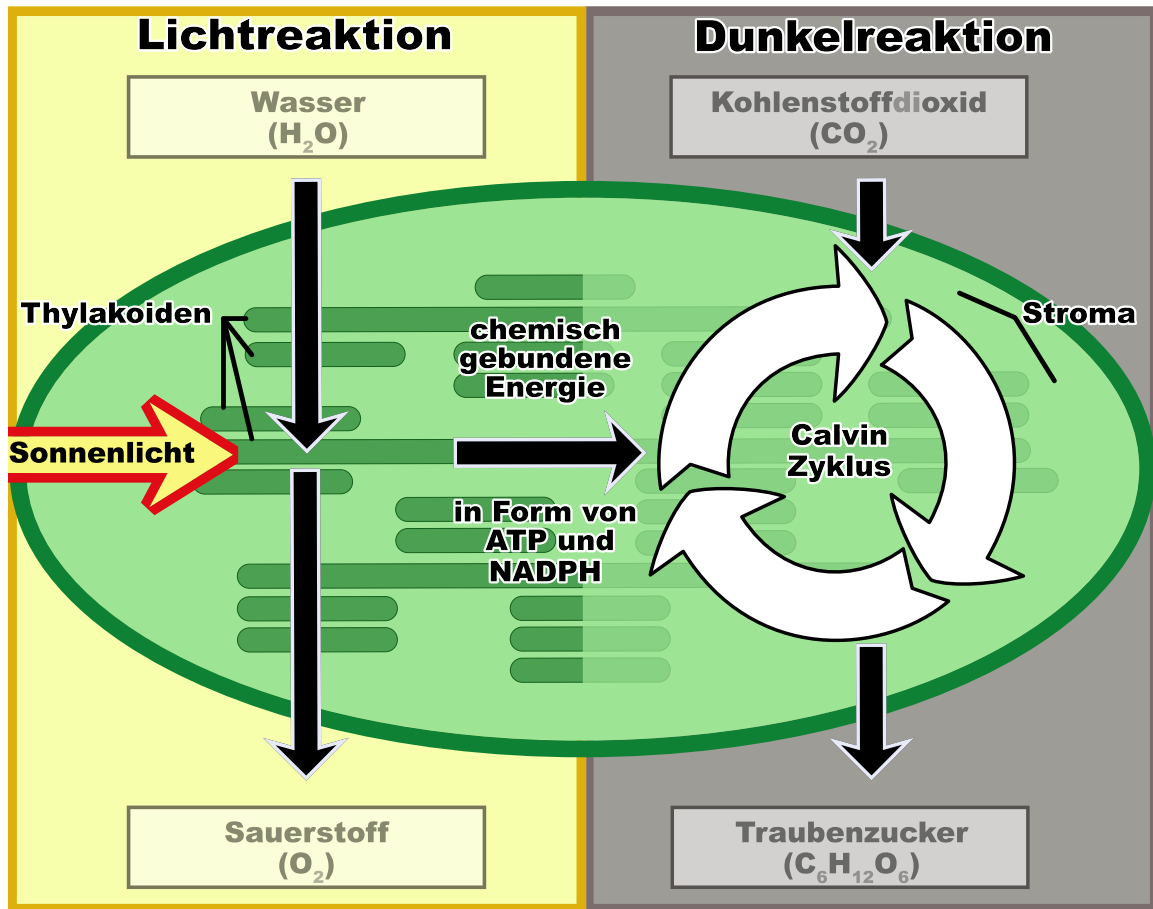 Lichtreaktion
Dunkelreaktion
Wasser
(H₂O)
Kohlenstoffdioxid
(CO₂)
Thylakoiden
Stroma
chemisch
gebundene
Energie
Sonnenlicht
Calvin
Zyklus
in Form von
ATP und
NADPH
Sauerstoff
(O₂)
Traubenzucker
(C₆H₁₂O₆)